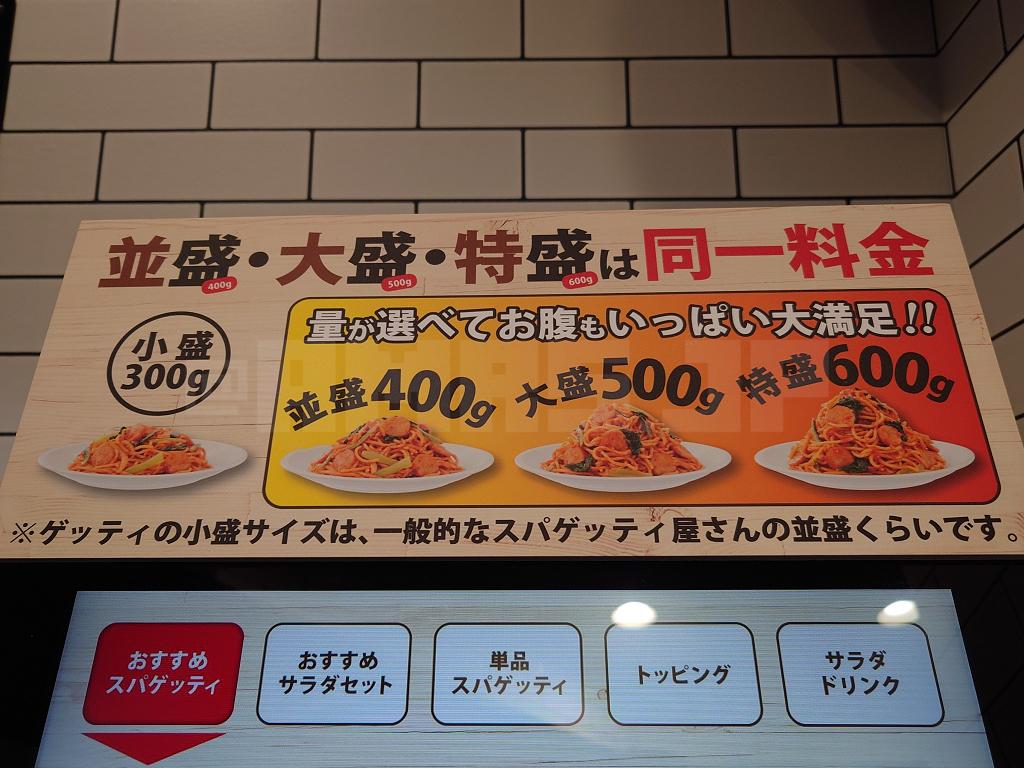 並盛・大盛・特盛は同一料金
400g 500g 600g
量が選べてお腹もいっぱい大満足!!
小盛
300g
並盛400g 大盛500g 特盛600g
※ゲッティの小盛サイズは、一般的なスパゲッティ屋さんの並盛くらいです。
おすすめ
スパゲッティ
おすすめ
サラダセット
単品
スパゲッティ
トッピング
サラダ
ドリンク